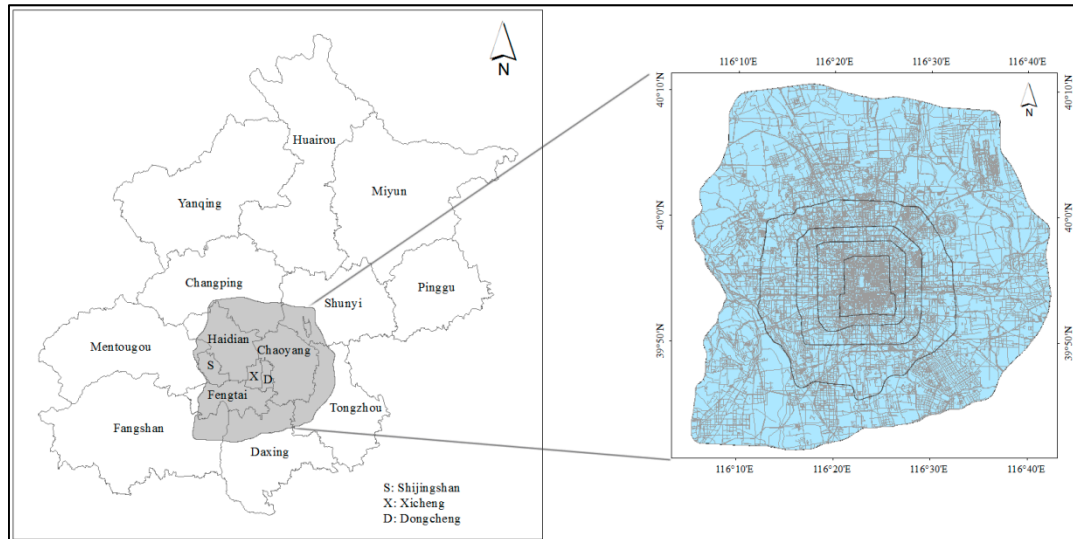 N
Huairou
Miyun
Yanqing
Changping
Pinggu
Shunyi
Haidian
Mentougou
Chaoyang
S
X
D
Fengtai
Tongzhou
Fangshan
Daxing
S: Shijingshan
X: Xicheng
D: Dongcheng
116°10'E 116°20'E 116°30'E 116°40'E
N
40°10'N 40°10'N
40°0'N 40°0'N
39°50'N 39°50'N
116°10'E 116°20'E 116°30'E 116°40'E